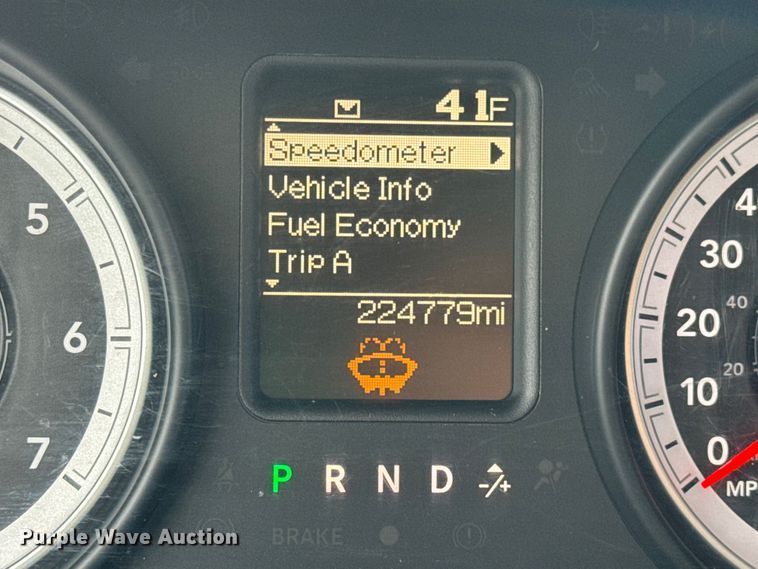 41F
Speedometer
Vehicle Info
Fuel Economy
Trip A
224779mi
5
6
7
40
30
20
10
0
40
20
MP
P R N D -/+
BRAKE
Purple Wave Auction